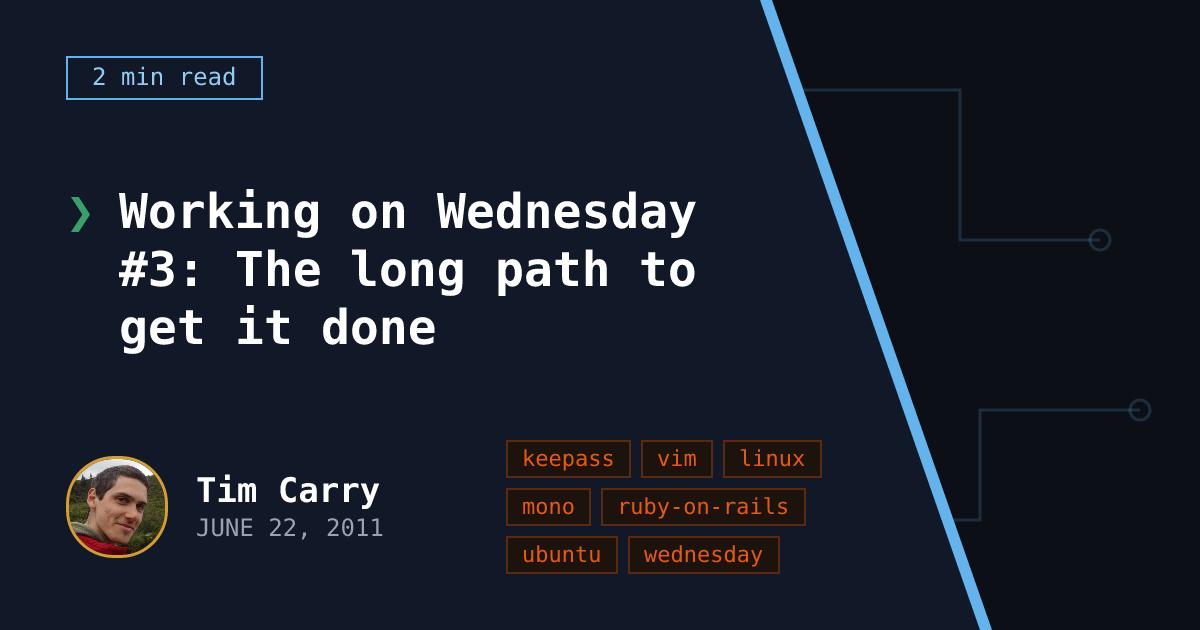 2 min read
❯ Working on Wednesday
#3: The long path to
get it done
Tim Carry
JUNE 22, 2011
keepass vim linux
mono ruby-on-rails
ubuntu wednesday